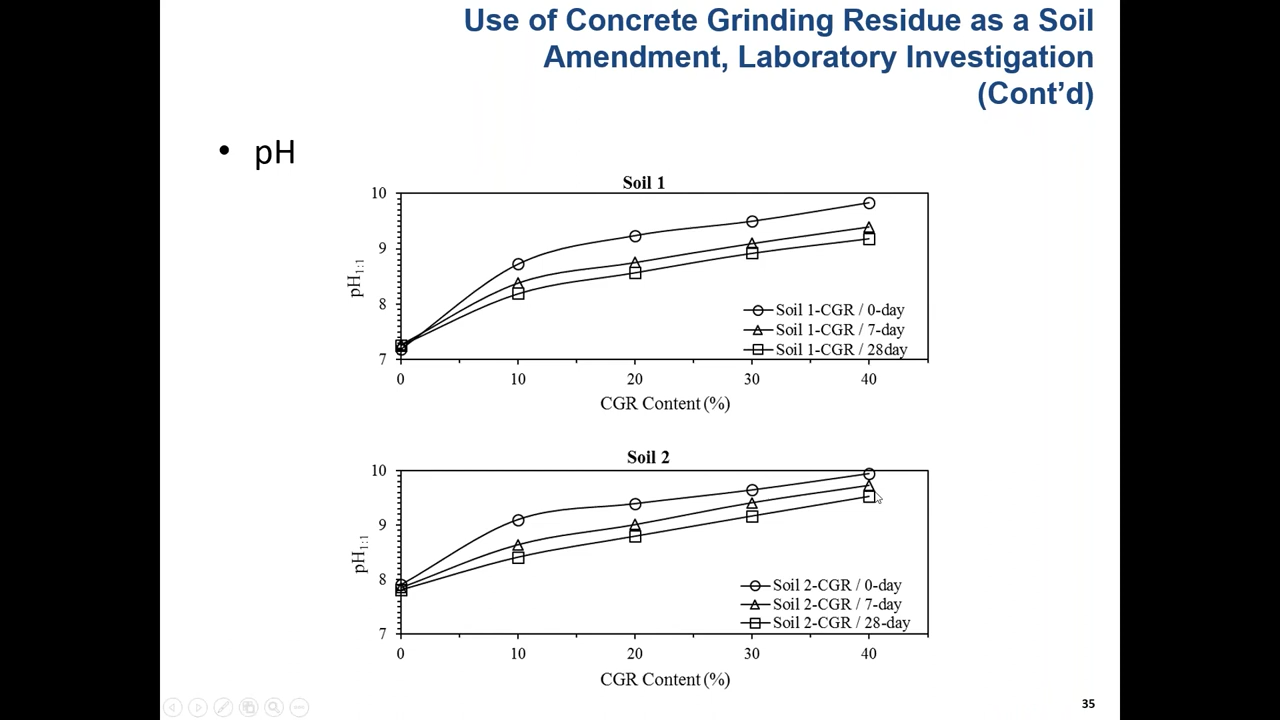 Use of Concrete Grinding Residue as a Soil
Amendment, Laboratory Investigation
(Cont’d)
• pH
Soil 1
10
9
8
7
pH1:1
0 10 20 30 40
CGR Content (%)
Soil 1-CGR / 0-day
Soil 1-CGR / 7-day
Soil 1-CGR / 28day
Soil 2
10
9
8
7
pH1:1
0 10 20 30 40
CGR Content (%)
Soil 2-CGR / 0-day
Soil 2-CGR / 7-day
Soil 2-CGR / 28-day
35